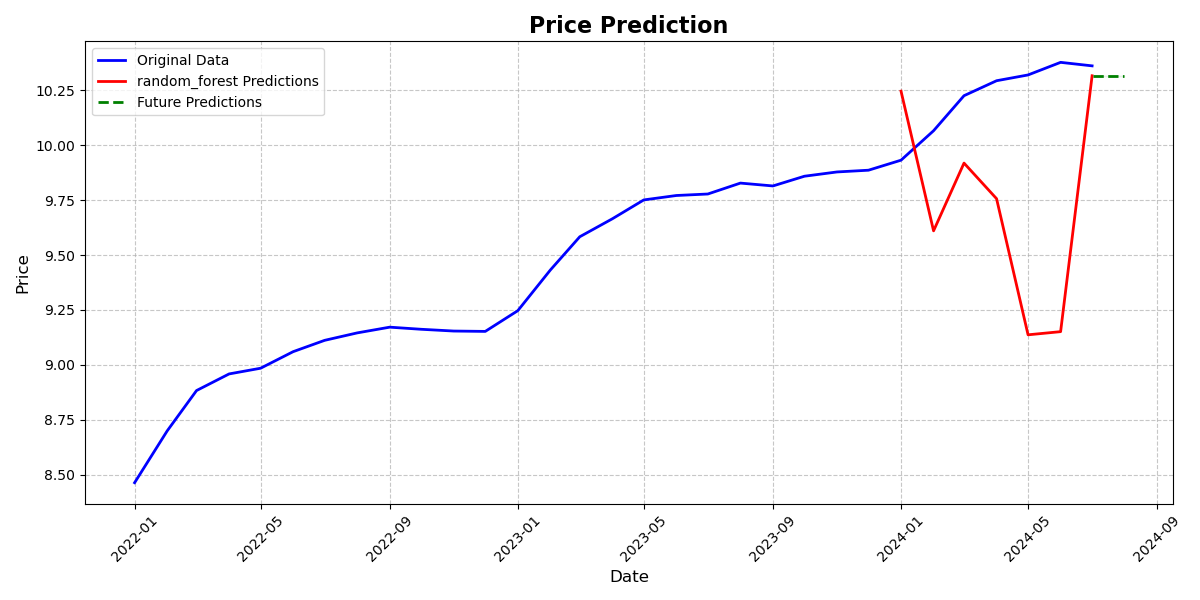 Price Prediction
Original Data
random_forest Predictions
Future Predictions
Price
10.25
10.00
9.75
9.50
9.25
9.00
8.75
8.50
2022-01
2022-05
2022-09
2023-01
2023-05
2023-09
2024-01
2024-05
2024-09
Date